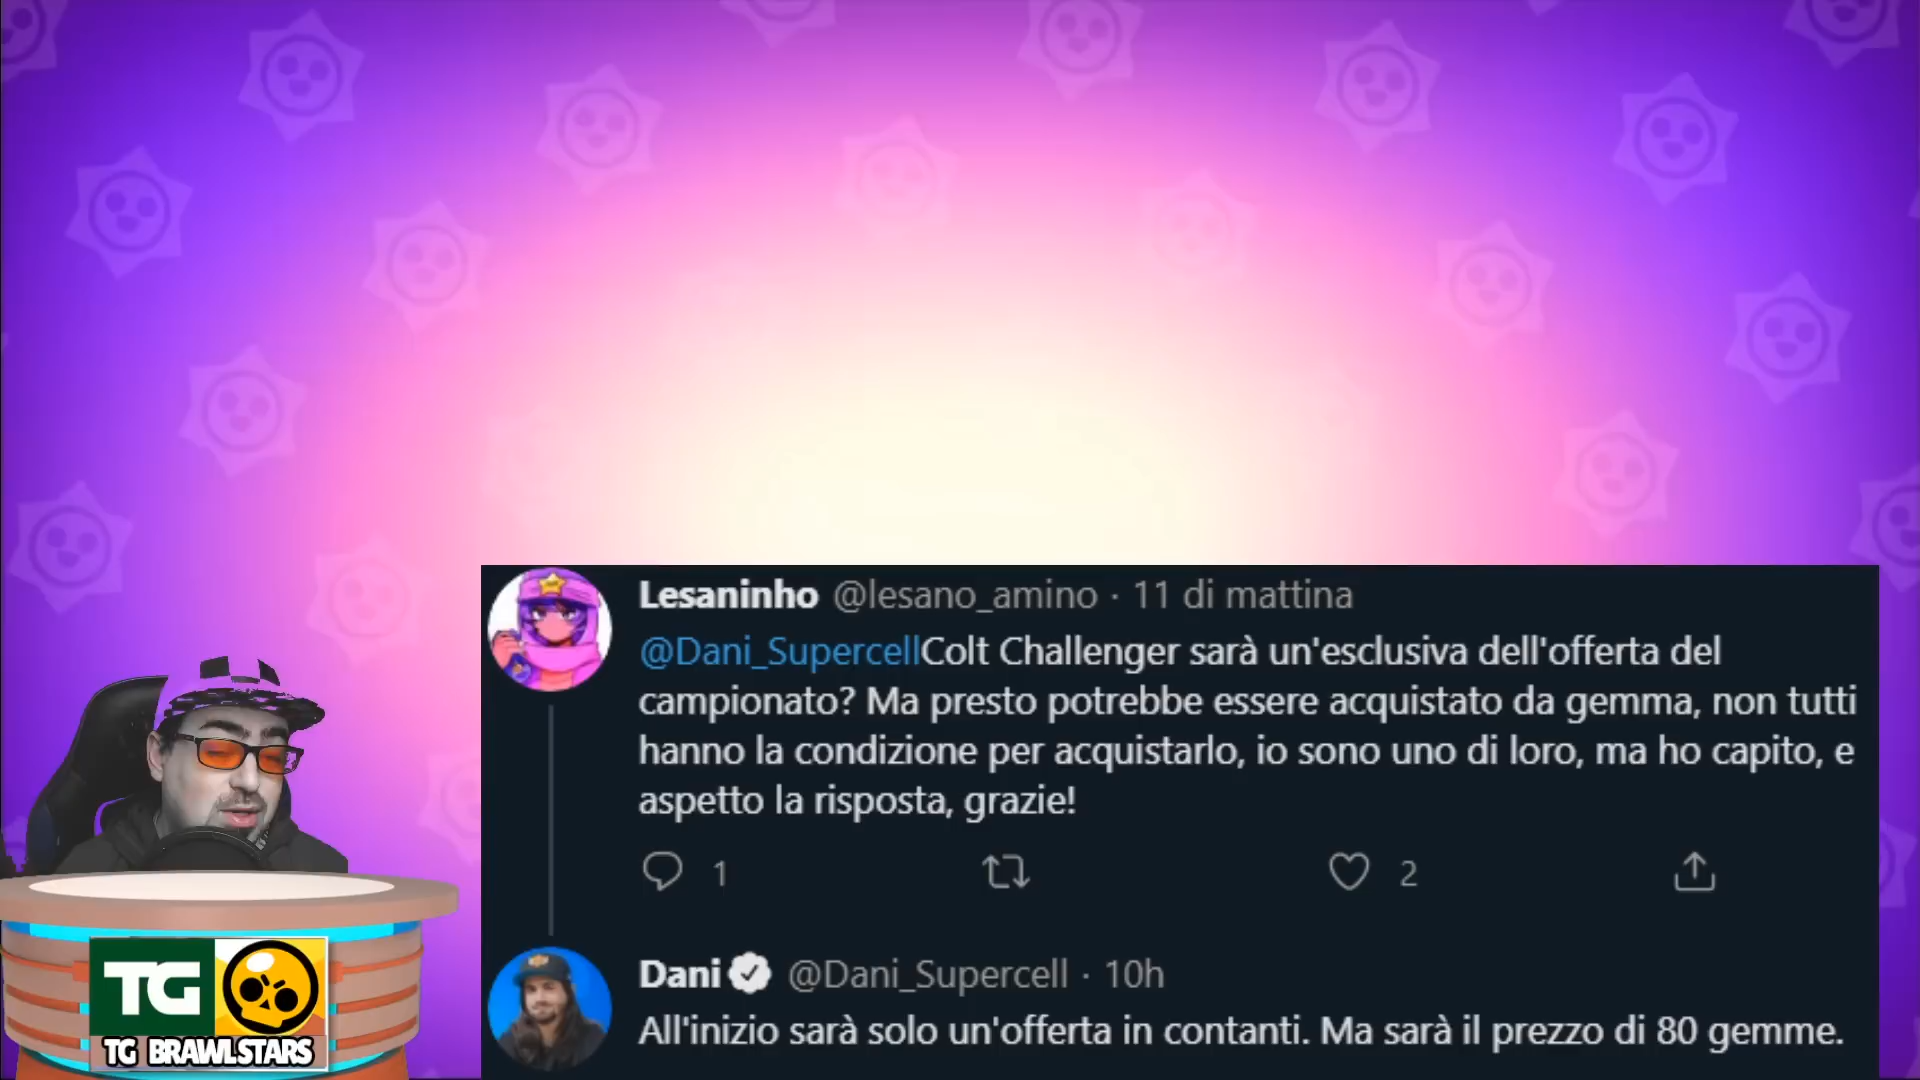 Lesaninho @lesano_amino · 11 di mattina
@Dani_SupercellColt Challenger sarà un'esclusiva dell'offerta del
campionato? Ma presto potrebbe essere acquistato da gemma, non tutti
hanno la condizione per acquistarlo, io sono uno di loro, ma ho capito, e
aspetto la risposta, grazie!
1 2
Dani @Dani_Supercell · 10h
All'inizio sarà solo un'offerta in contanti. Ma sarà il prezzo di 80 gemme.
TG
TG BRAWLSTARS